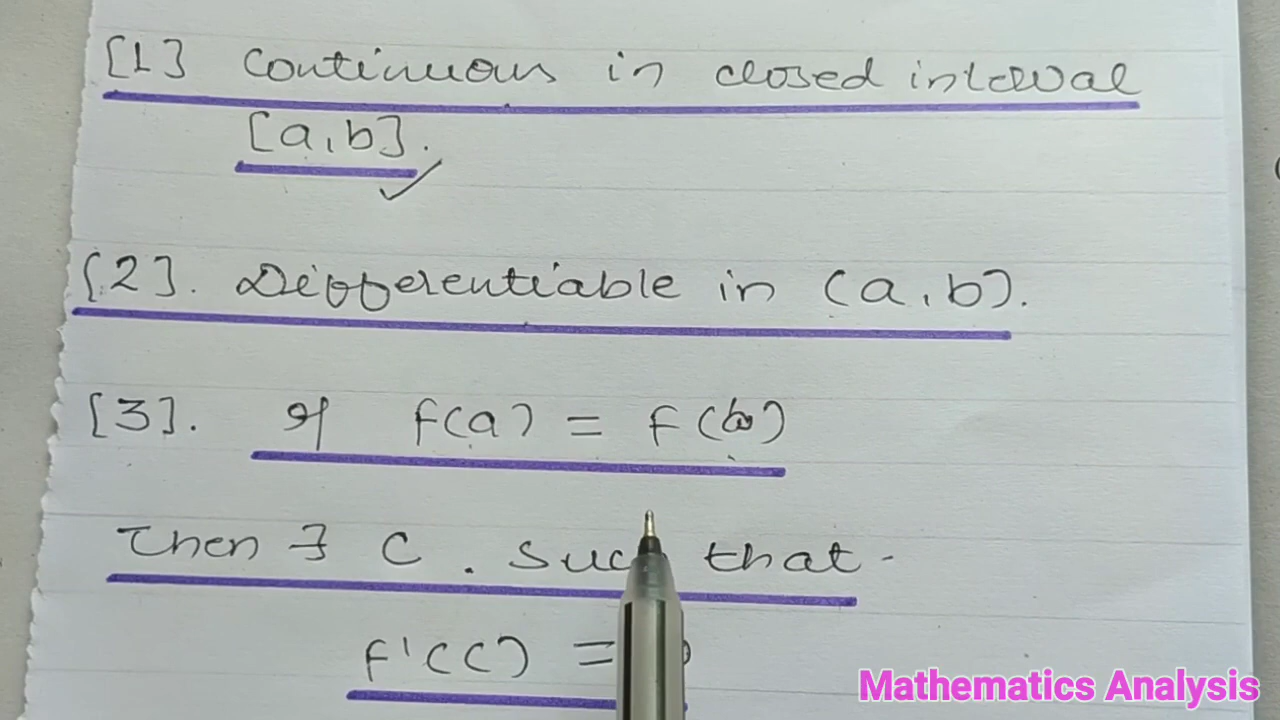 [1] Continuous in closed interval
[a,b].
[2]. Differentiable in (a,b).
[3]. If f(a) = f(b)
Then ∃ C. Such that -
f'(c) =
Mathematics Analysis